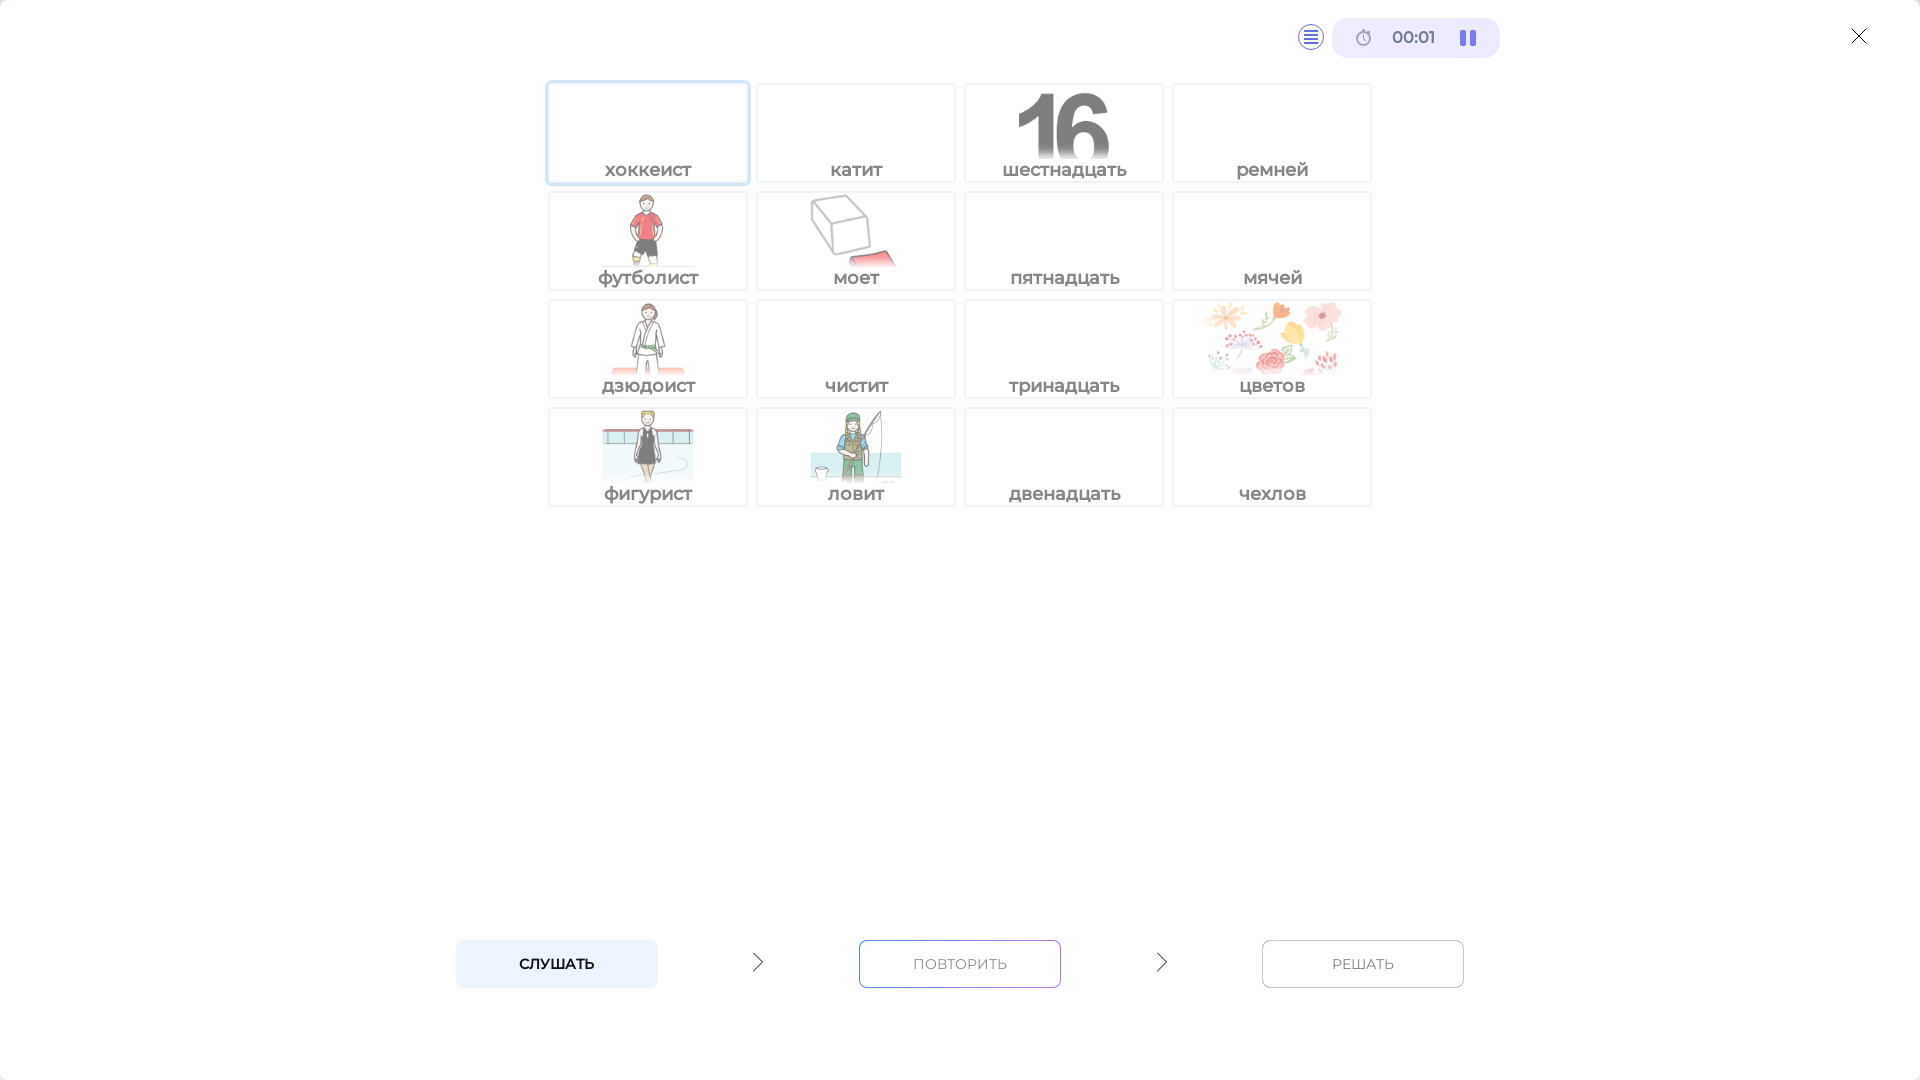 00:01
хоккеист катит шестнадцать ремней
16
футболист моет пятнадцать мячей
дзюдоист чистит тринадцать цветов
фигурист ловит двенадцать чехлов
СЛУШАТЬ ПОВТОРИТЬ РЕШАТЬ